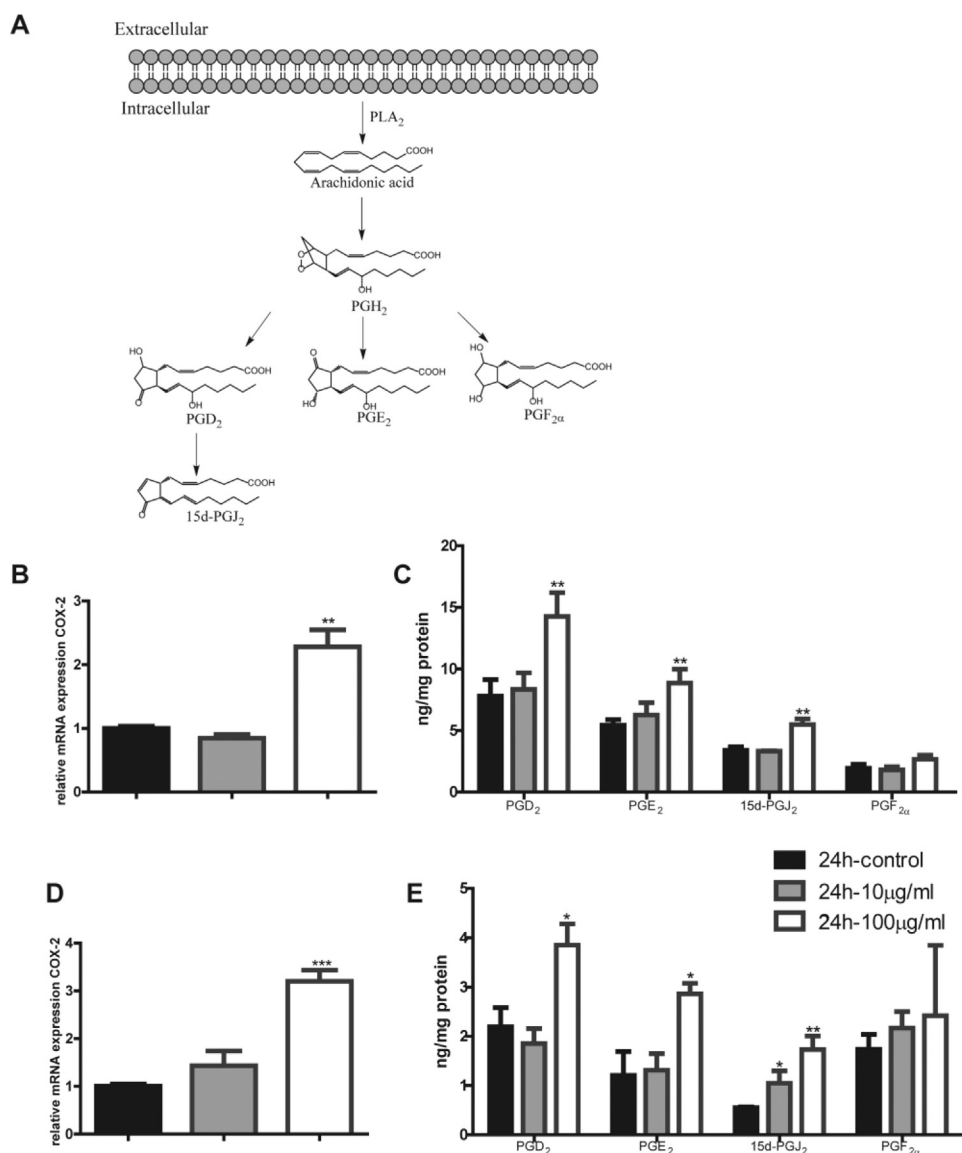 A
Extracellular
Intracellular
PLA₂
COOH
Arachidonic acid
O
O
COOH
OH
PGH₂
HO
COOH
O
OH
PGD₂
O
COOH
HO
OH
PGE₂
HO
COOH
HO
OH
PGF₂α
COOH
O
15d-PGJ₂
B
relative mRNA expression COX-2
3
2
1
0
**
C
ng/mg protein
20
15
10
5
0
**
**
**
PGD₂
PGE₂
15d-PGJ₂
PGF₂α
24h-control
24h-10μg/ml
24h-100μg/ml
D
relative mRNA expression COX-2
4
3
2
1
0
***
E
ng/mg protein
5
4
3
2
1
0
*
*
*
**
PGD₂
PGE₂
15d-PGJ₂
PGF₂α